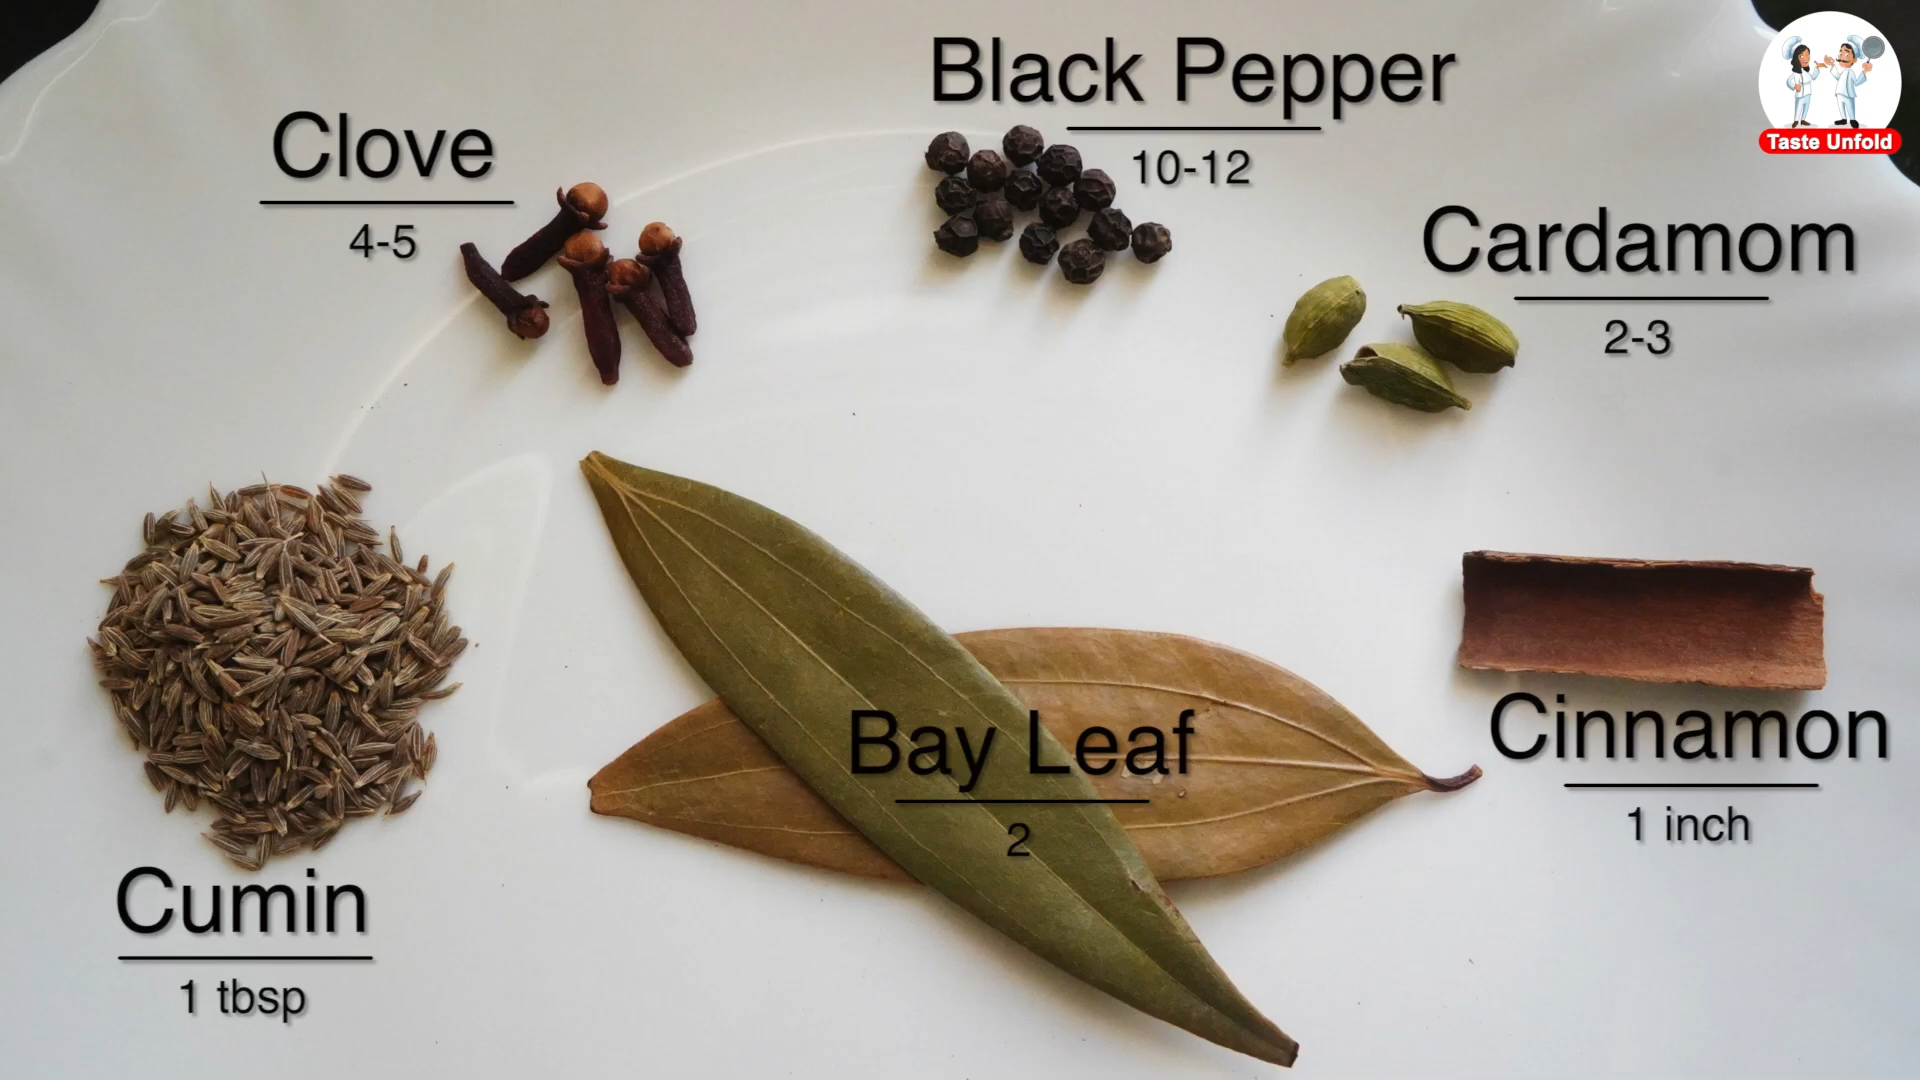 Black Pepper
10-12
Taste Unfold
Clove
4-5
Cardamom
2-3
Bay Leaf
2
Cinnamon
1 inch
Cumin
1 tbsp